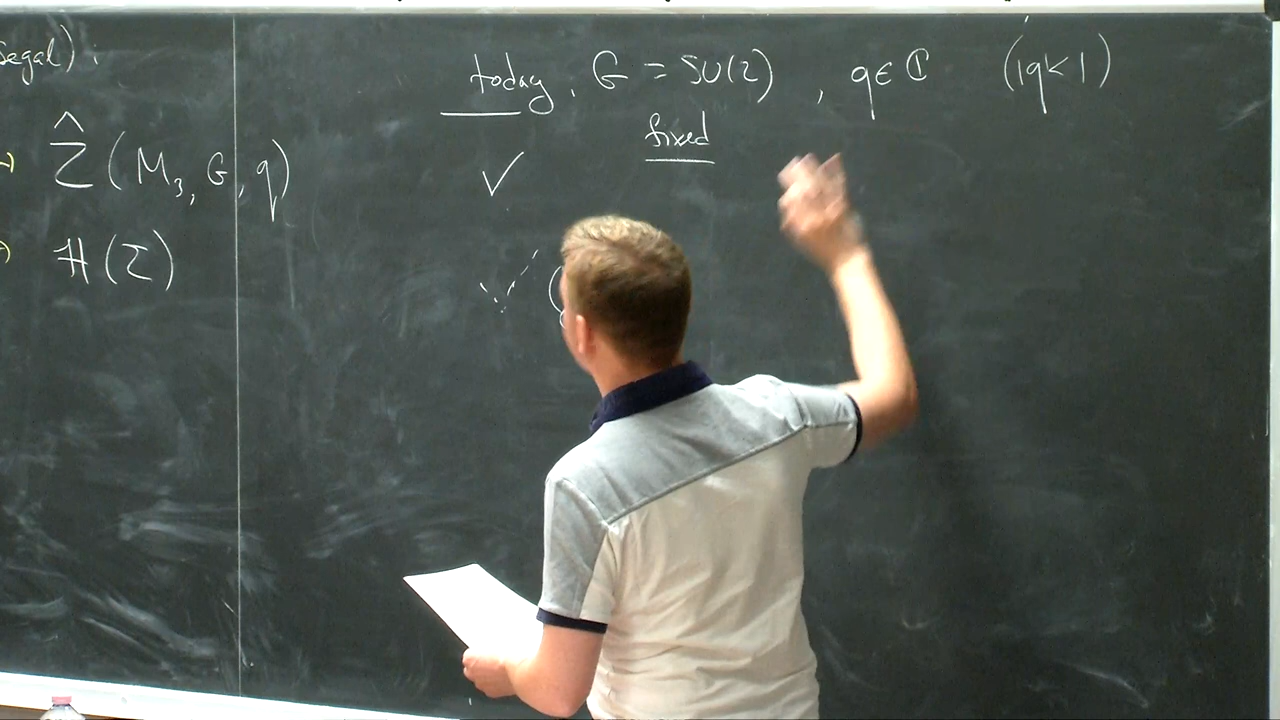 Segal).
Ẑ(M₃, G, q)
ℋ(Σ)
today, G = SU(2), q∈ℂ (|q|<1)
fixed
✓
✓ (